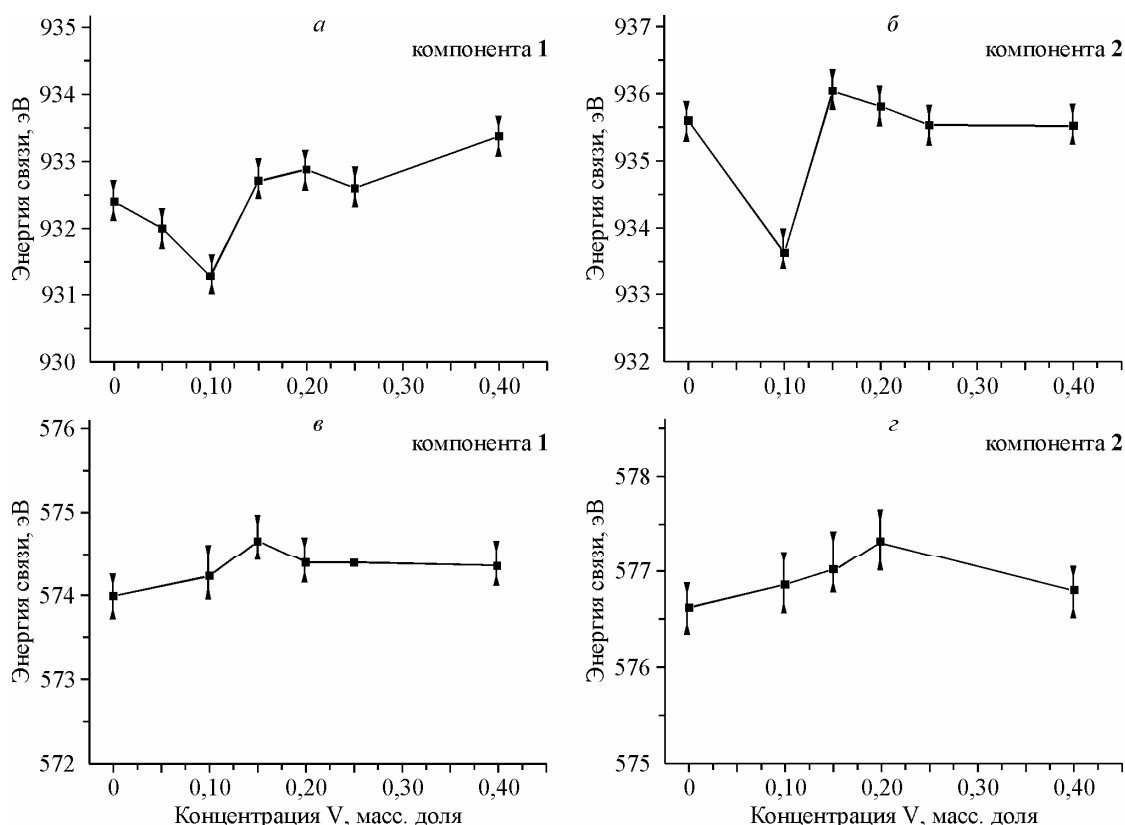 а
компонента 1
Энергия связи, эВ
935
934
933
932
931
930
0
0,10
0,20
0,30
0,40
б
компонента 2
Энергия связи, эВ
937
936
935
934
933
932
0
0,10
0,20
0,30
0,40
в
компонента 1
Энергия связи, эВ
576
575
574
573
572
0
0,10
0,20
0,30
0,40
Концентрация V, масс. доля
г
компонента 2
Энергия связи, эВ
578
577
576
575
0
0,10
0,20
0,30
0,40
Концентрация V, масс. доля